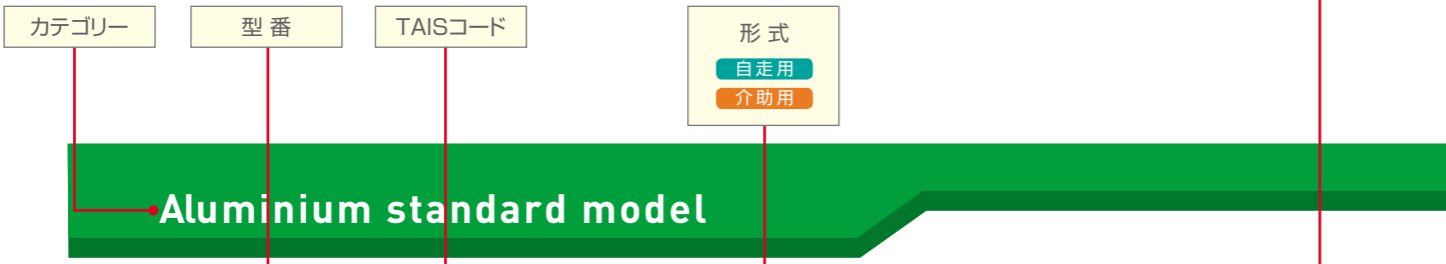 カテゴリー
型番
TAISコード
形式
自走用
介助用
Aluminium standard model